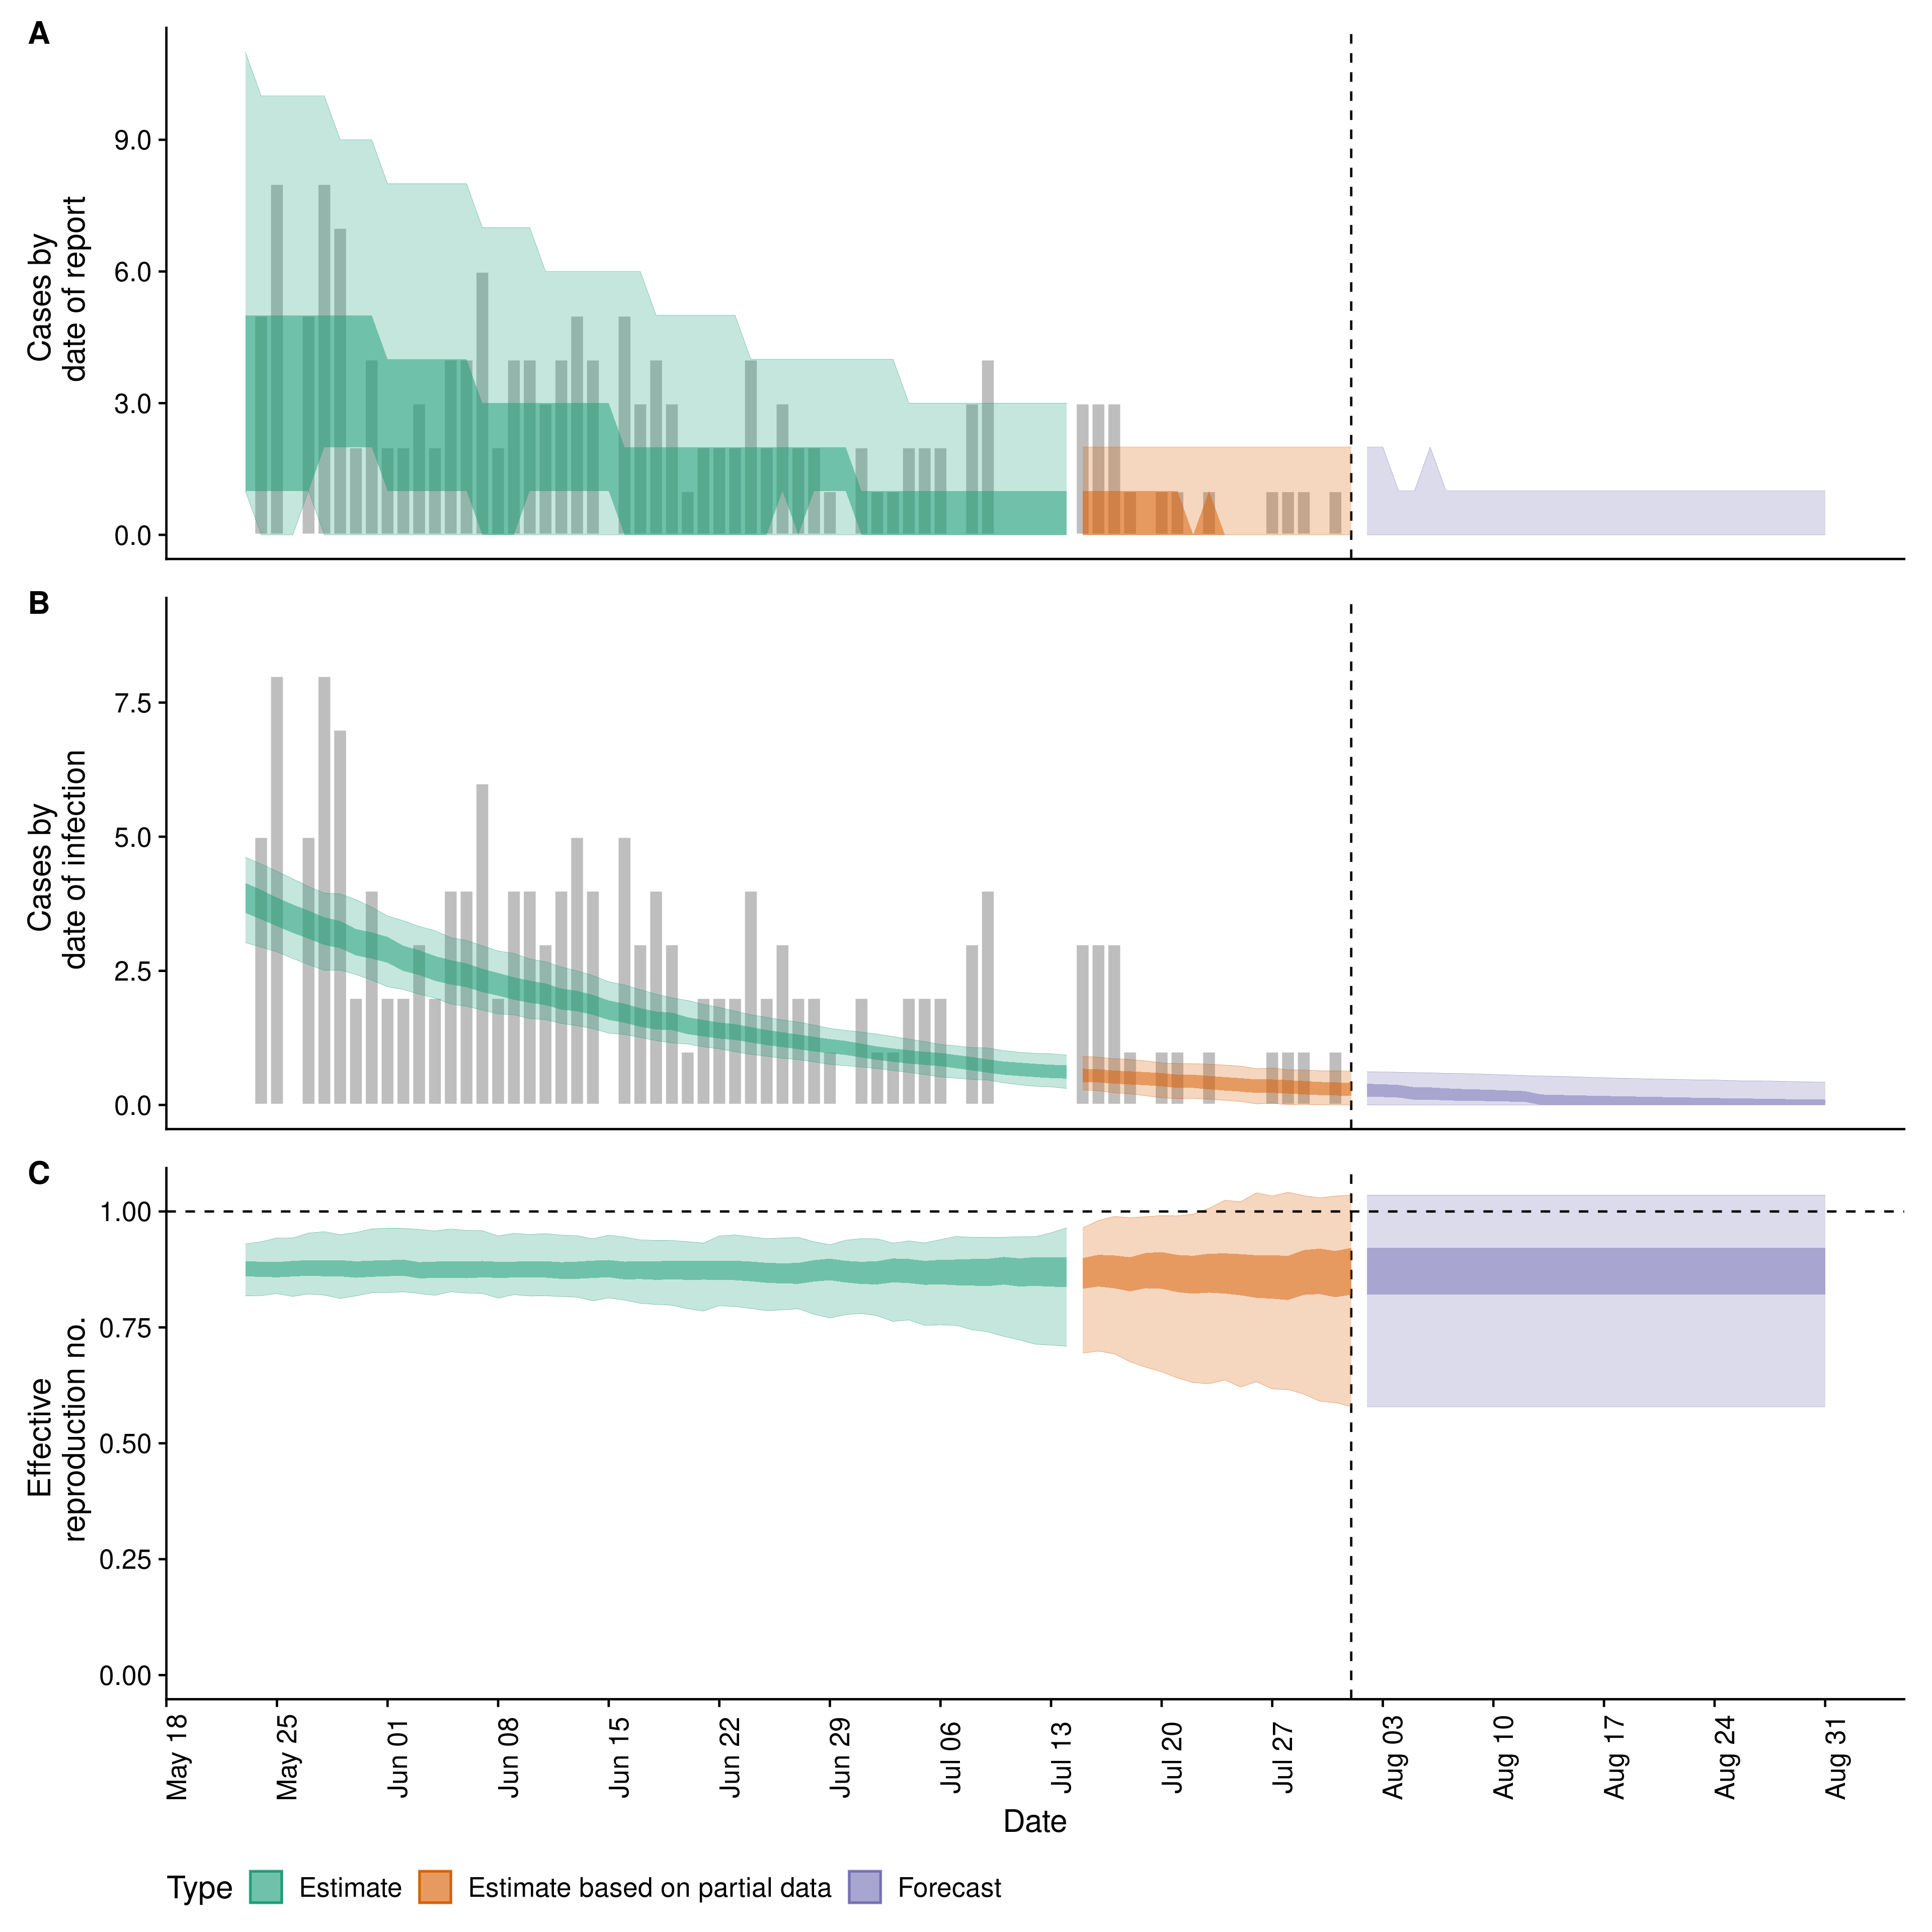 A
Cases by
date of report
9.0
6.0
3.0
0.0
B
Cases by
date of infection
7.5
5.0
2.5
0.0
C
Effective
reproduction no.
1.00
0.75
0.50
0.25
0.00
May 18
May 25
Jun 01
Jun 08
Jun 15
Jun 22
Jun 29
Jul 06
Jul 13
Jul 20
Jul 27
Aug 03
Aug 10
Aug 17
Aug 24
Aug 31
Date
Type Estimate Estimate based on partial data Forecast